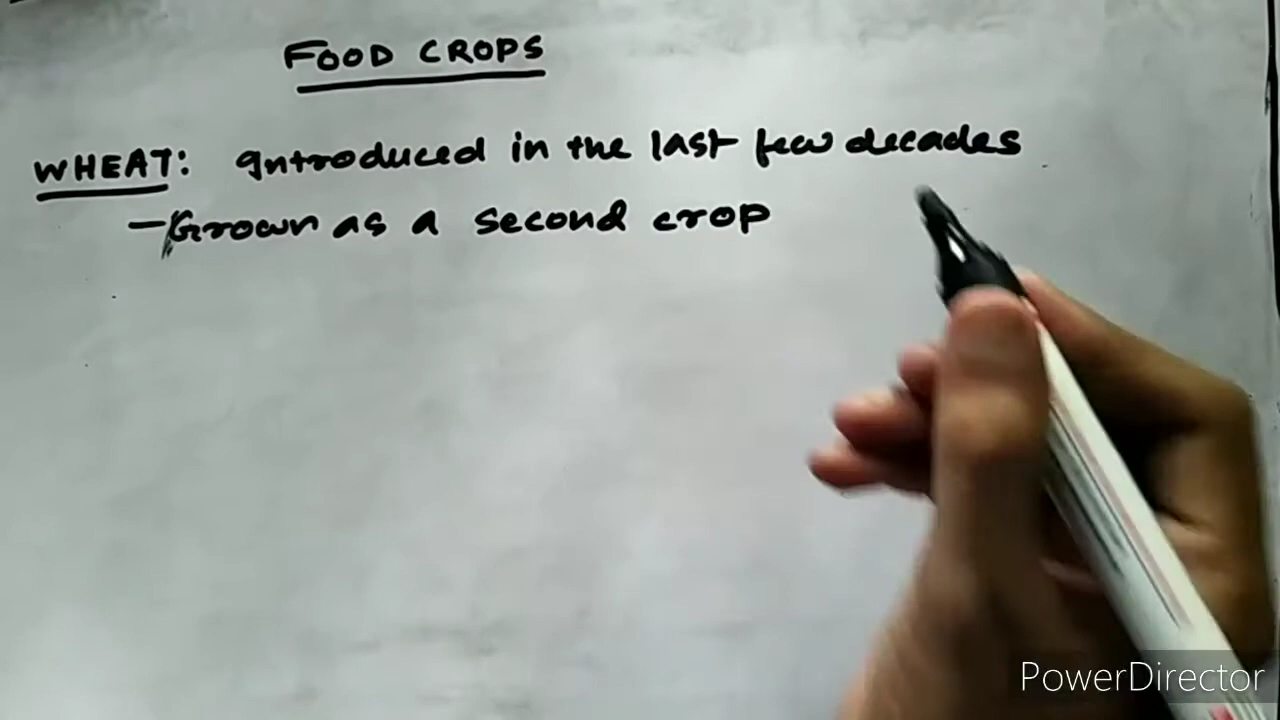 FOOD CROPS
WHEAT: Introduced in the last few decades
- Grown as a second crop
PowerDirector